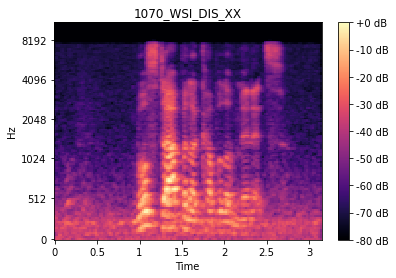 1070_WSI_DIS_XX
+0 dB
8192
-10 dB
4096
-20 dB
-30 dB
2048
Hz
-40 dB
1024
-50 dB
512
-60 dB
-70 dB
0
-80 dB
0 0.5 1 1.5 2 2.5 3
Time